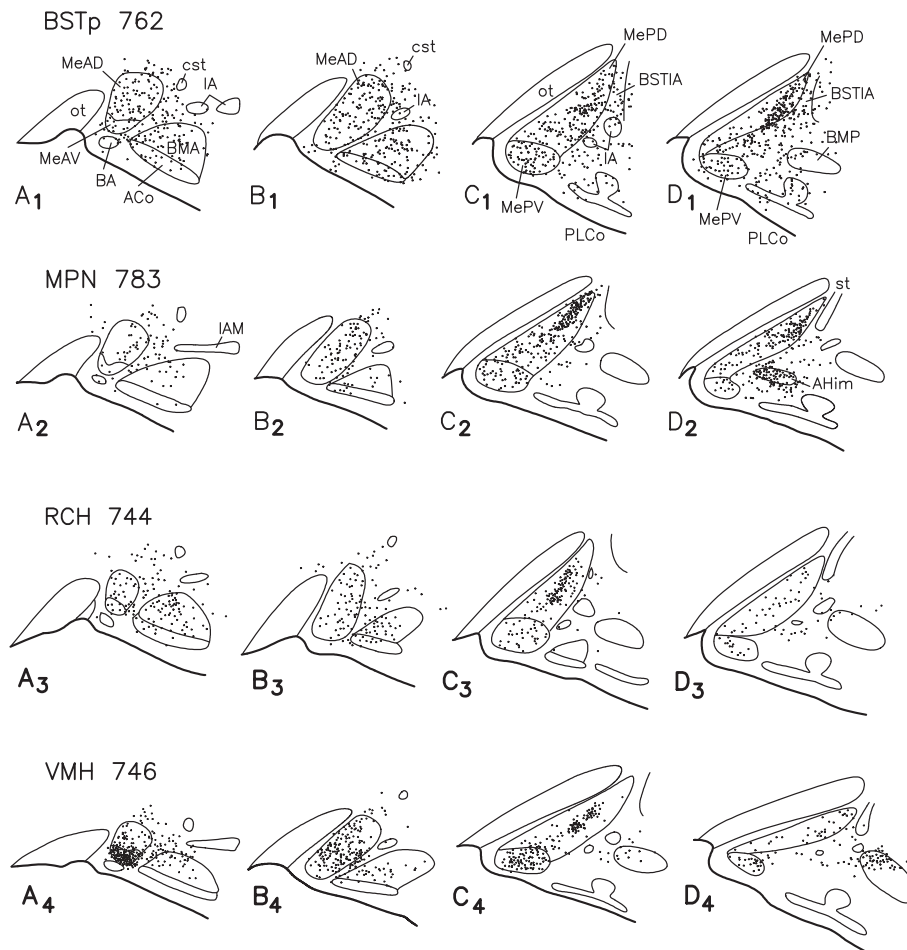 BSTp 762
MeAD
cst
IA
ot
MeAV
BMA
BA
ACo
A1
MeAD
cst
IA
B1
MePD
ot
BSTIA
IA
MePV
C1
PLCo
MePD
BSTIA
BMP
MePV
D1
PLCo
MPN 783
IAM
A2
B2
C2
st
AHim
D2
RCH 744
A3
B3
C3
D3
VMH 746
A4
B4
C4
D4